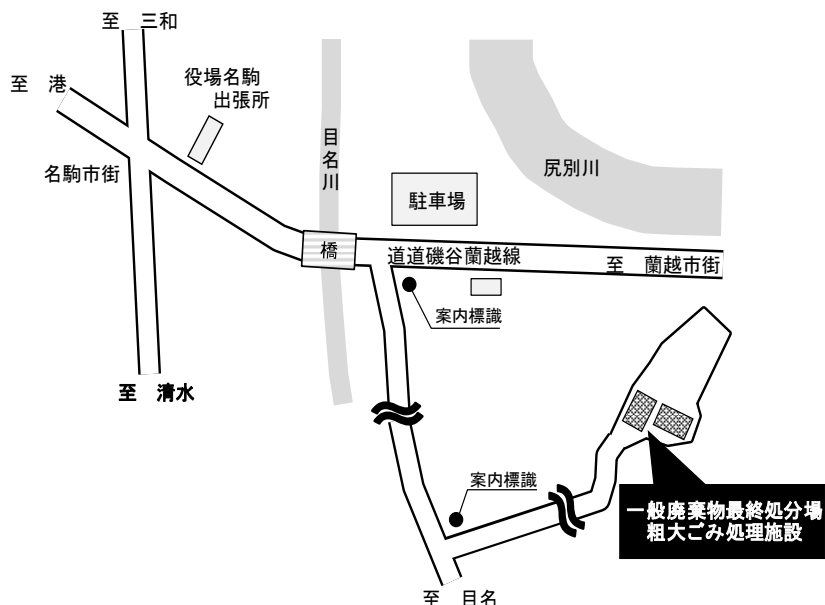 至　三和
至　港
役場名駒
出張所
名駒市街
目名川
尻別川
駐車場
橋
道道磯谷蘭越線
至　蘭越市街
案内標識
至　清水
案内標識
一般廃棄物最終処分場
粗大ごみ処理施設
至　目名